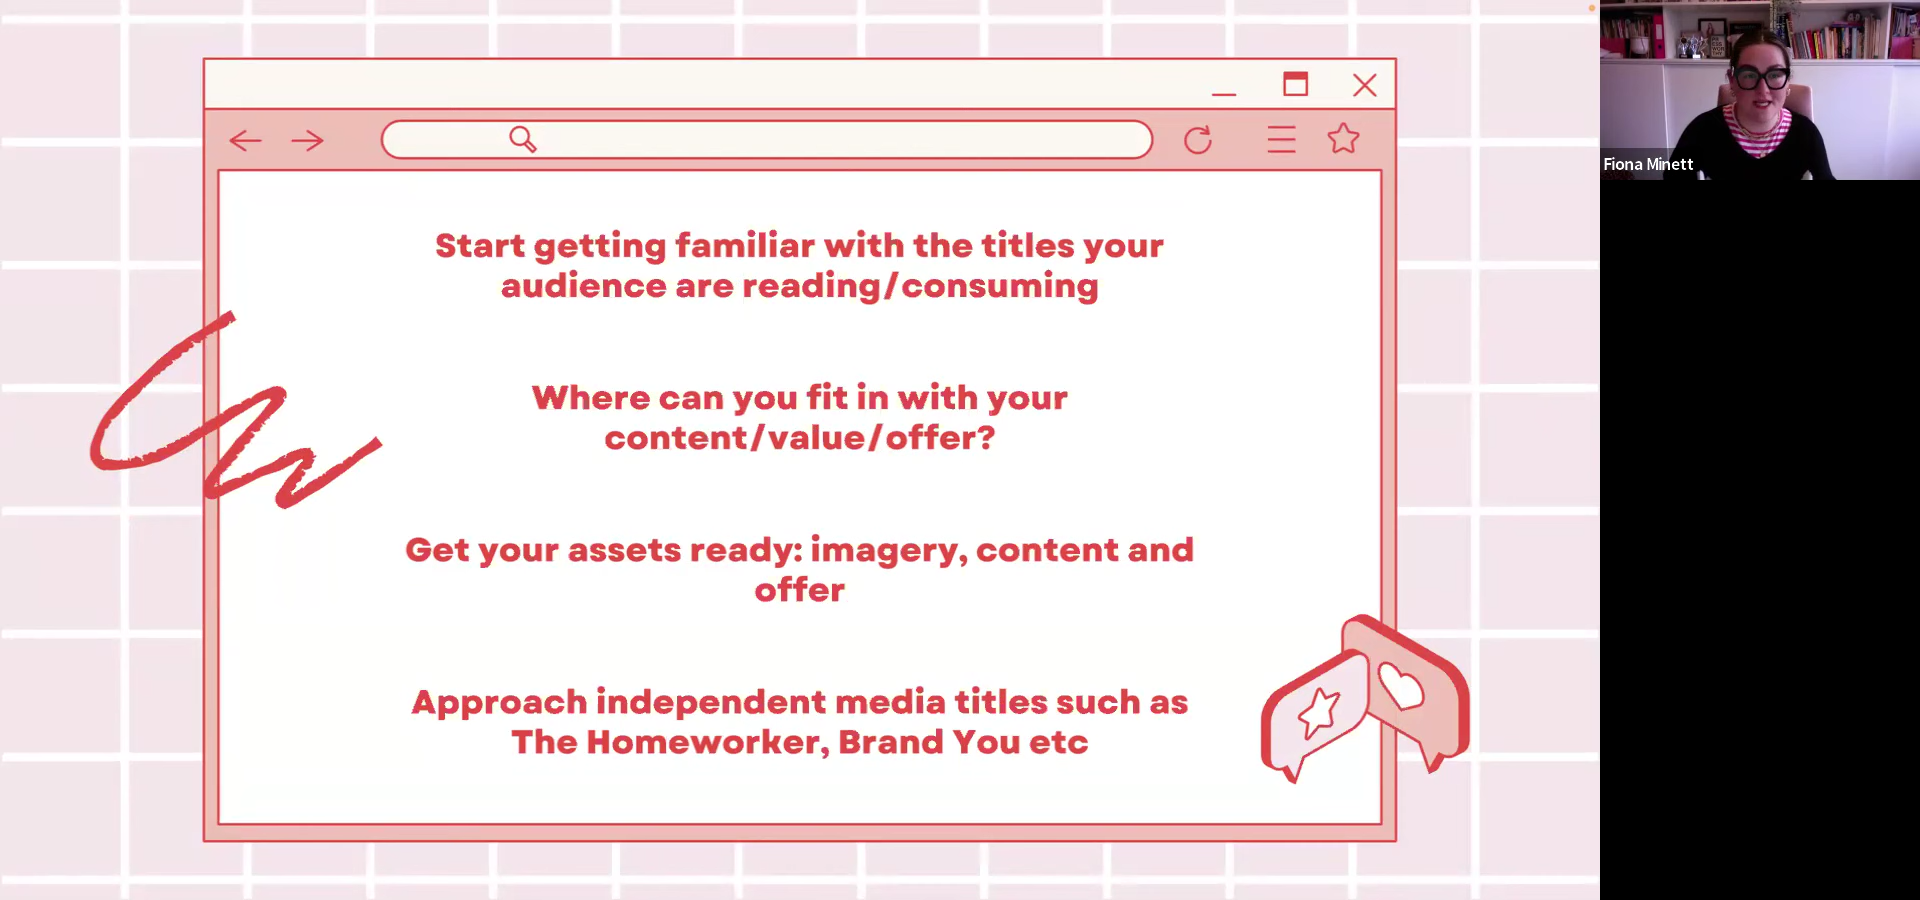 Start getting familiar with the titles your
audience are reading/consuming
Where can you fit in with your
content/value/offer?
Get your assets ready: imagery, content and
offer
Approach independent media titles such as
The Homeworker, Brand You etc
Fiona Minett